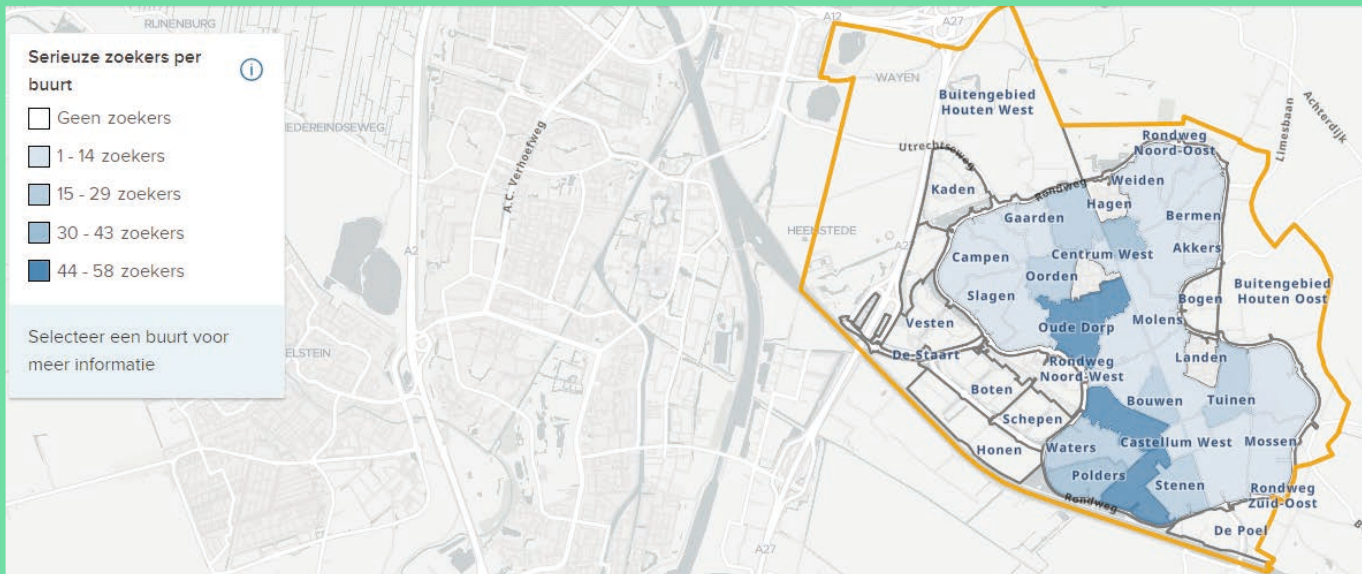 Serieuze zoekers per
buurt
Geen zoekers
1 - 14 zoekers
15 - 29 zoekers
30 - 43 zoekers
44 - 58 zoekers
Selecteer een buurt voor
meer informatie
RIJNENBURG
NEDEREINDSEWEG
A.C. Verhoefweg
A2
ELSTEIN
A12
A27
WAYEN
Buitengebied
Houten West
Utrechtseweg
Kaden
HEEMSTEDE
Rondweg
Noord-Oost
Limesbaan
Achterdijk
Rondweg
Weiden
Hagen
Gaarden
Bermen
Akkers
Campen
Centrum West
Oorden
Slagen
Buitengebied
Houten Oost
Bogen
Vesten
Oude Dorp
Molens
De Staart
Rondweg
Noord-West
Landen
Boten
Bouwen
Tuinen
Schepen
Honen
Waters
Castellum West
Mossen
Polders
Stenen
Rondweg
Rondweg
Zuid-Oost
De Poel
A27